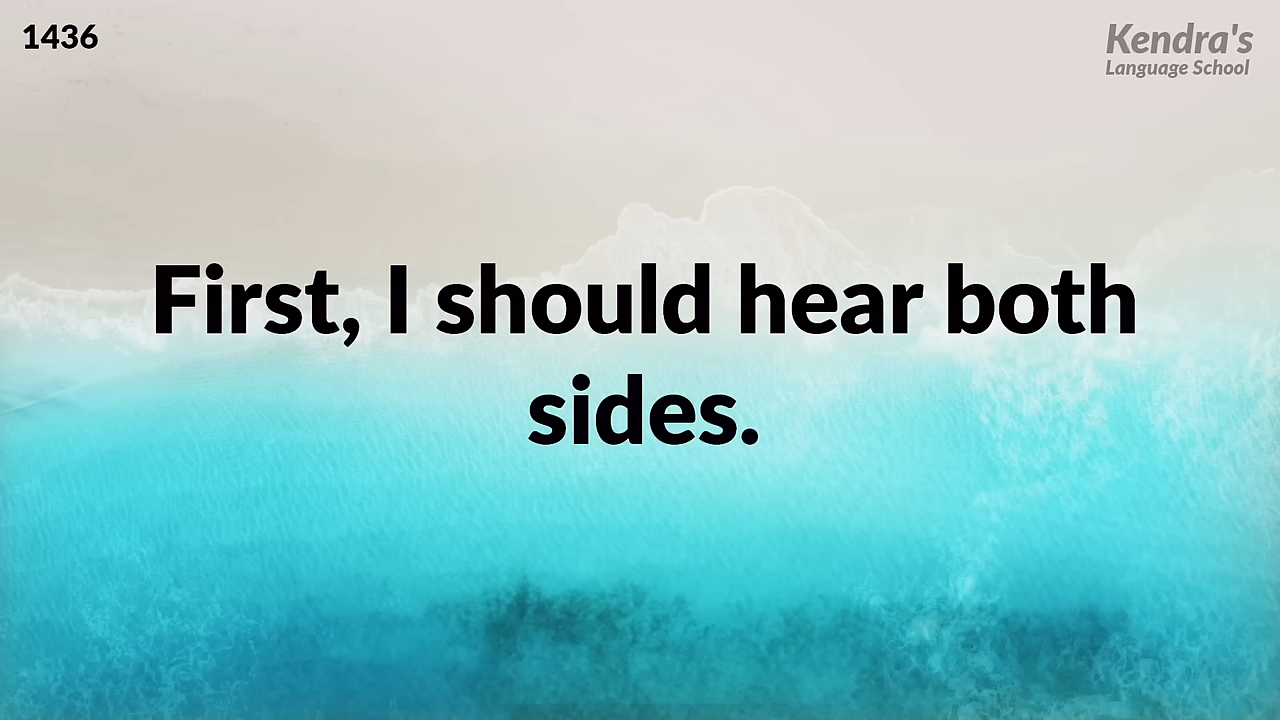 1436
Kendra's
Language School
First, I should hear both
sides.